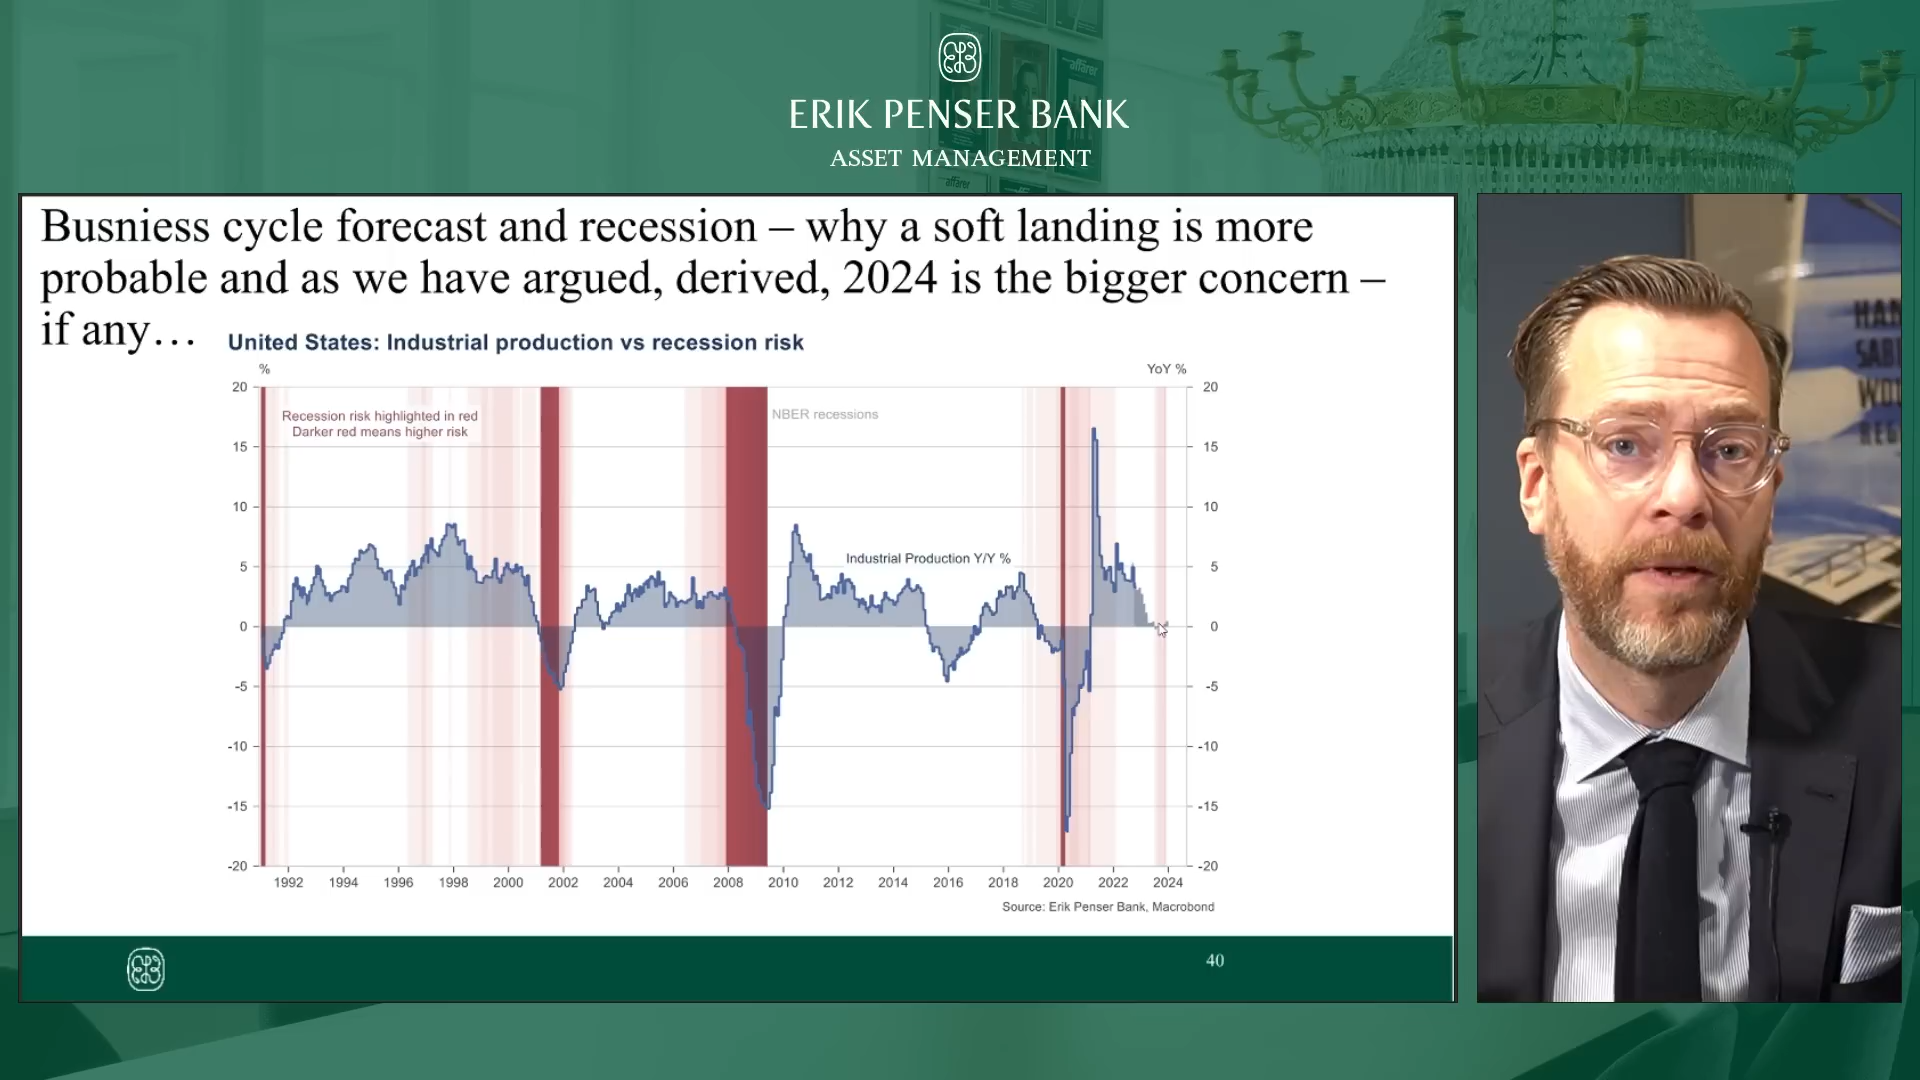 affärer
ERIK PENSER BANK
ASSET MANAGEMENT
affärer
Busniess cycle forecast and recession – why a soft landing is more
probable and as we have argued, derived, 2024 is the bigger concern –
if any…
United States: Industrial production vs recession risk
%
YoY %
20
15
10
5
0
-5
-10
-15
-20
20
15
10
5
0
-5
-10
-15
-20
Recession risk highlighted in red
Darker red means higher risk
NBER recessions
Industrial Production Y/Y %
1992 1994 1996 1998 2000 2002 2004 2006 2008 2010 2012 2014 2016 2018 2020 2022 2024
Source: Erik Penser Bank, Macrobond
40